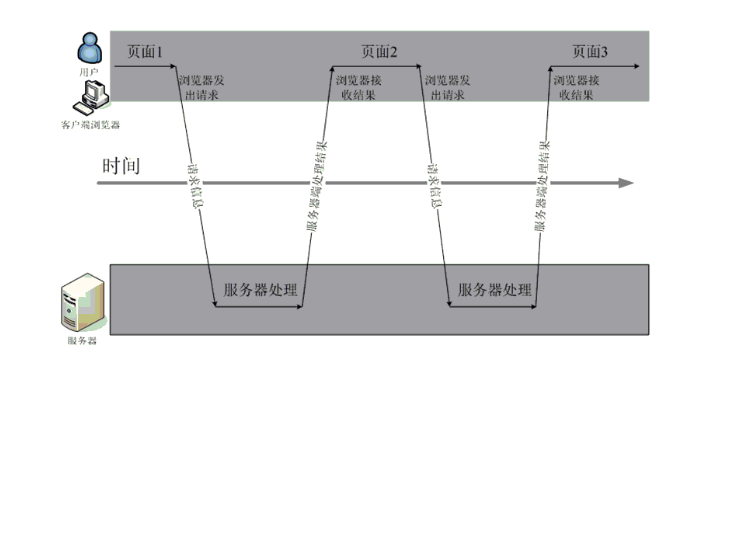 页面1
页面2
页面3
用户
浏览器发
出请求
浏览器接
收结果
浏览器发
出请求
浏览器接
收结果
客户端浏览器
时间
请求信息
服务器端处理结果
请求信息
服务器端处理结果
服务器处理
服务器处理
服务器